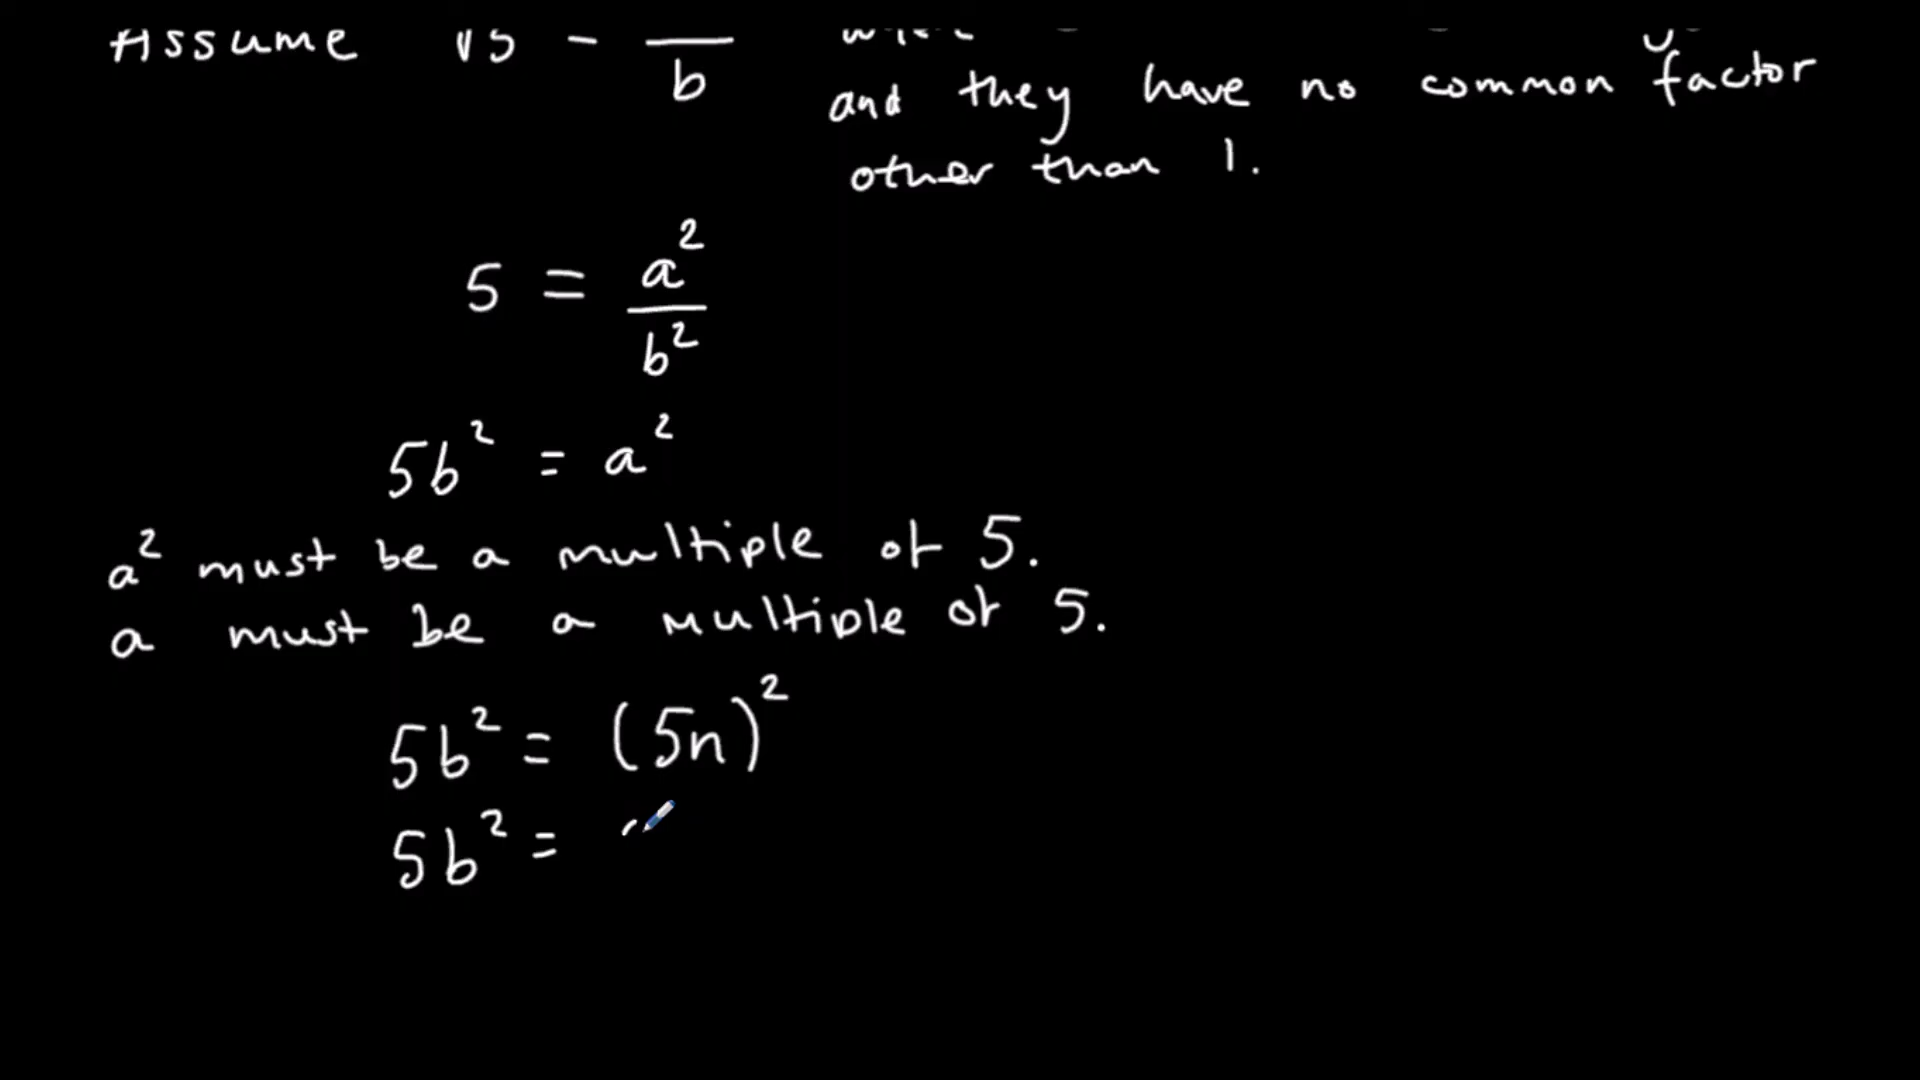 Assume √5 = —/b
and they have no common factor
other than 1.
5 = a²/b²
5b² = a²
a² must be a multiple of 5.
a must be a multiple of 5.
5b² = (5n)²
5b² =